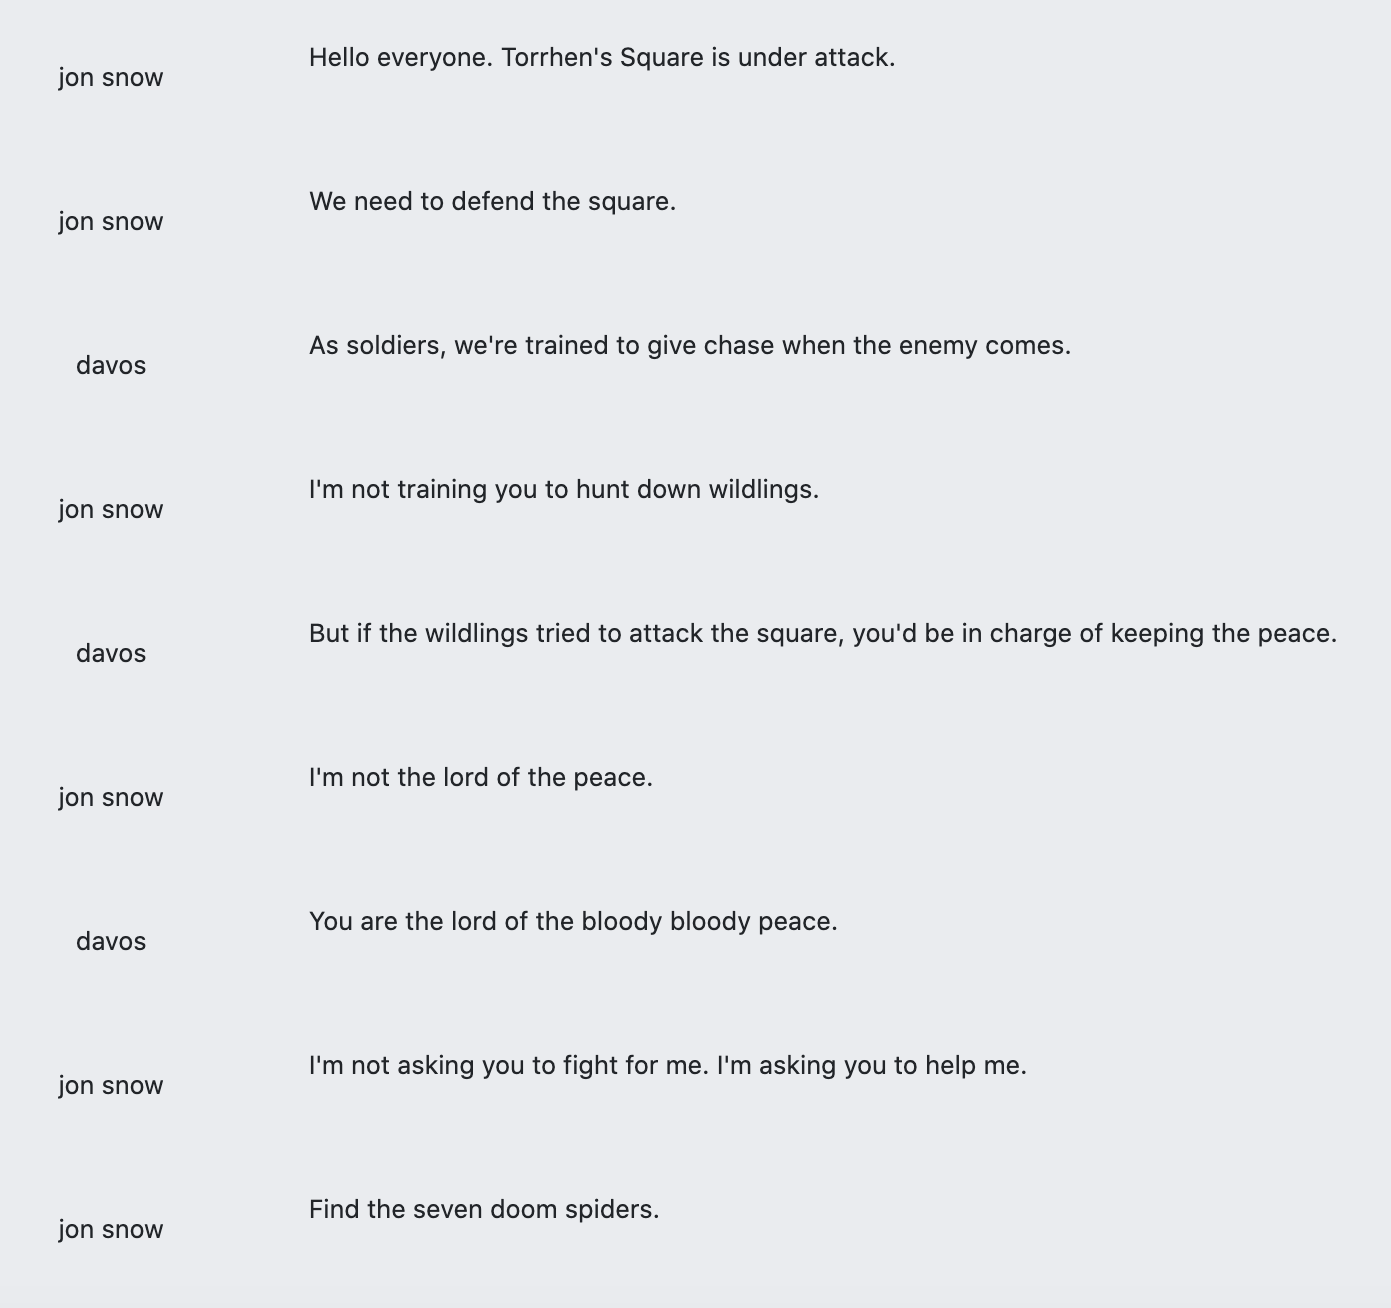 jon snow
Hello everyone. Torrhen's Square is under attack.
jon snow
We need to defend the square.
davos
As soldiers, we're trained to give chase when the enemy comes.
jon snow
I'm not training you to hunt down wildlings.
davos
But if the wildlings tried to attack the square, you'd be in charge of keeping the peace.
jon snow
I'm not the lord of the peace.
davos
You are the lord of the bloody bloody peace.
jon snow
I'm not asking you to fight for me. I'm asking you to help me.
jon snow
Find the seven doom spiders.